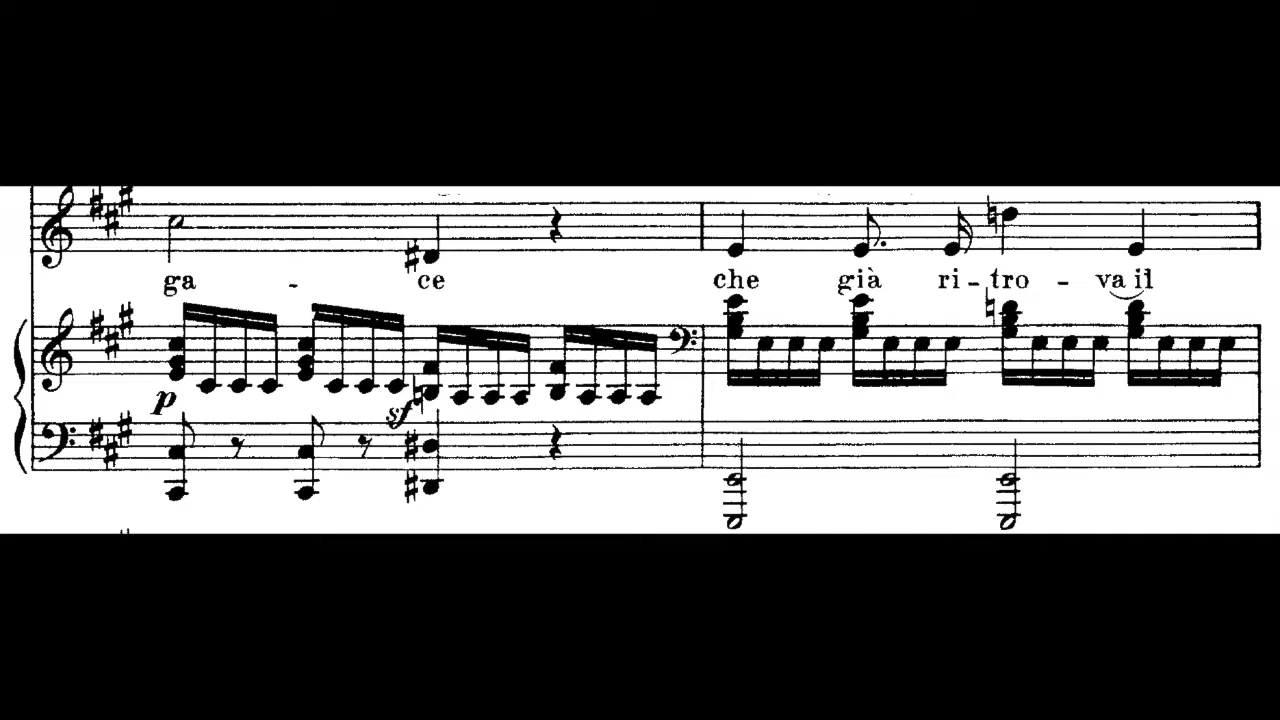 ga - ce che già ri - tro - va il
p
sf